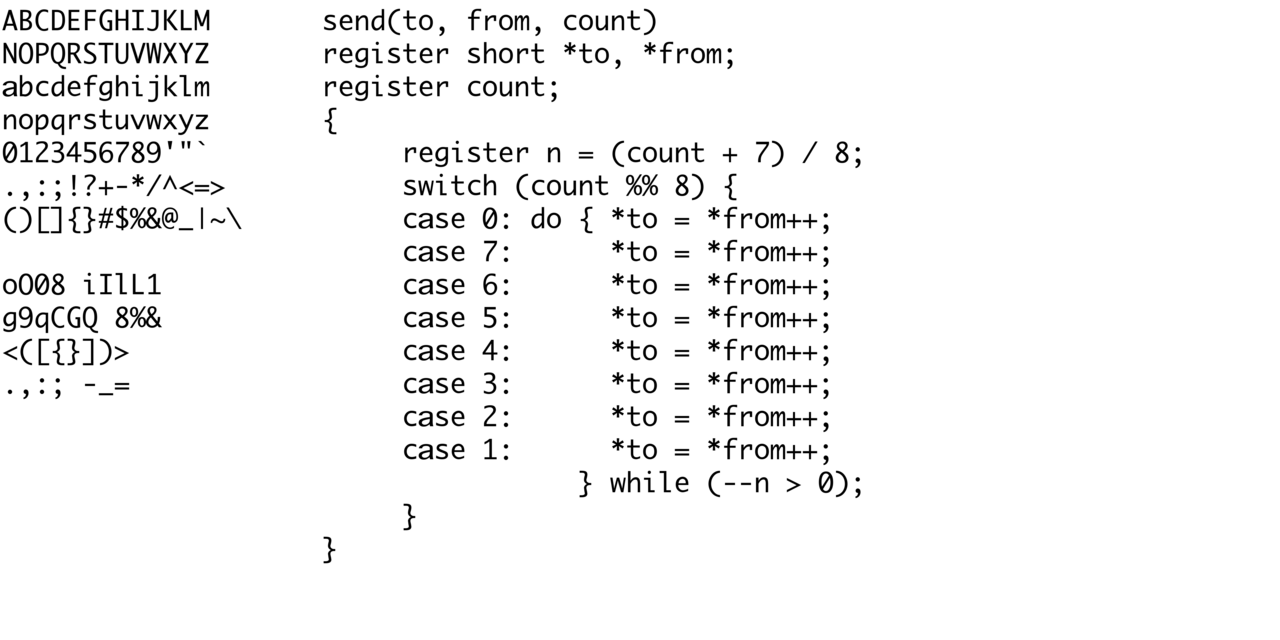 ABCDEFGHIJKLM
NOPQRSTUVWXYZ
abcdefghijklm
nopqrstuvwxyz
0123456789'"`
.,:;!?+-*/^<=>
()[]{}#$%&@_|~\
oO08 iIlL1
g9qCGQ 8%&
<([{}])>
.,:; -_=
send(to, from, count)
register short *to, *from;
register count;
{
     register n = (count + 7) / 8;
     switch (count %% 8) {
     case 0: do { *to = *from++;
     case 7:      *to = *from++;
     case 6:      *to = *from++;
     case 5:      *to = *from++;
     case 4:      *to = *from++;
     case 3:      *to = *from++;
     case 2:      *to = *from++;
     case 1:      *to = *from++;
                } while (--n > 0);
     }
}